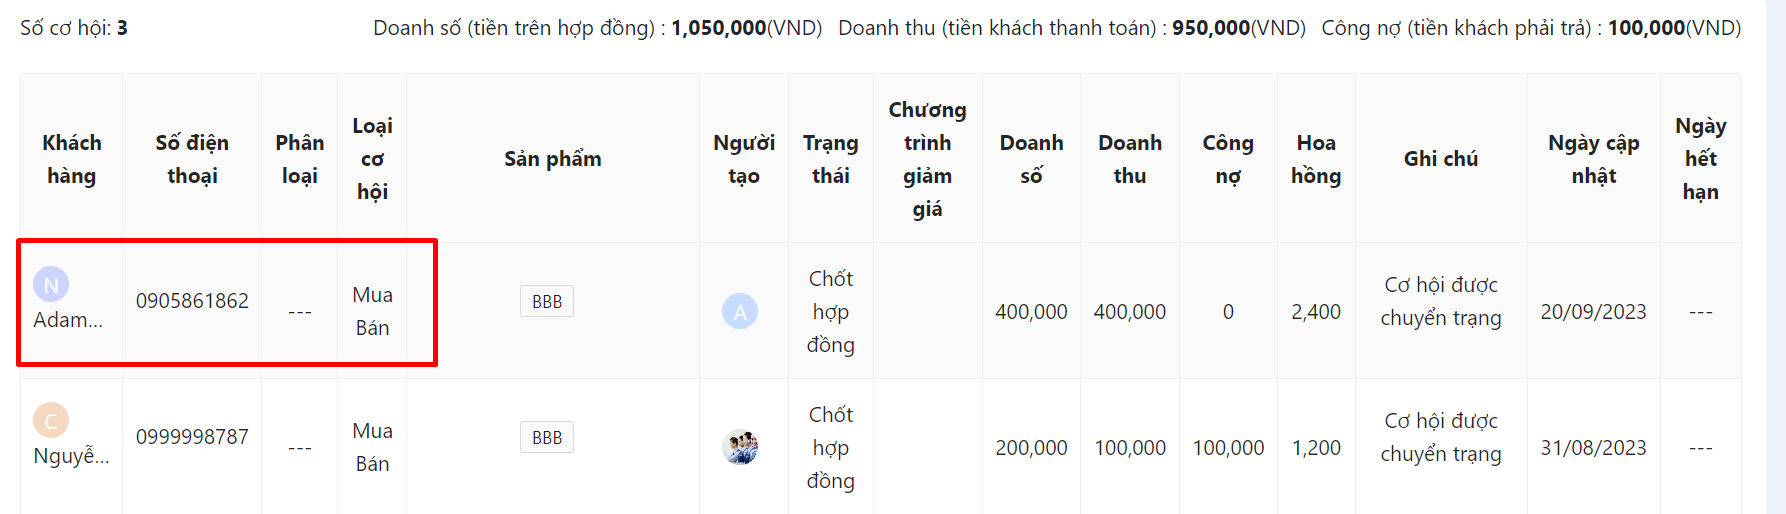 Số cơ hội: 3
Doanh số (tiền trên hợp đồng) : 1,050,000(VND)
Doanh thu (tiền khách thanh toán) : 950,000(VND)
Công nợ (tiền khách phải trả) : 100,000(VND)
Khách
hàng
Số điện
thoại
Phân
loại
Loại
cơ
hội
Sản phẩm
Người
tạo
Trạng
thái
Chương
trình
giảm
giá
Doanh
số
Doanh
thu
Công
nợ
Hoa
hồng
Ghi chú
Ngày cập
nhật
Ngày
hết
hạn
N
Adam...
0905861862
---
Mua
Bán
BBB
A
Chốt
hợp
đồng
400,000
400,000
0
2,400
Cơ hội được
chuyển trạng
20/09/2023
---
C
Nguyễ...
0999998787
---
Mua
Bán
BBB
Chốt
hợp
đồng
200,000
100,000
100,000
1,200
Cơ hội được
chuyển trạng
31/08/2023
---